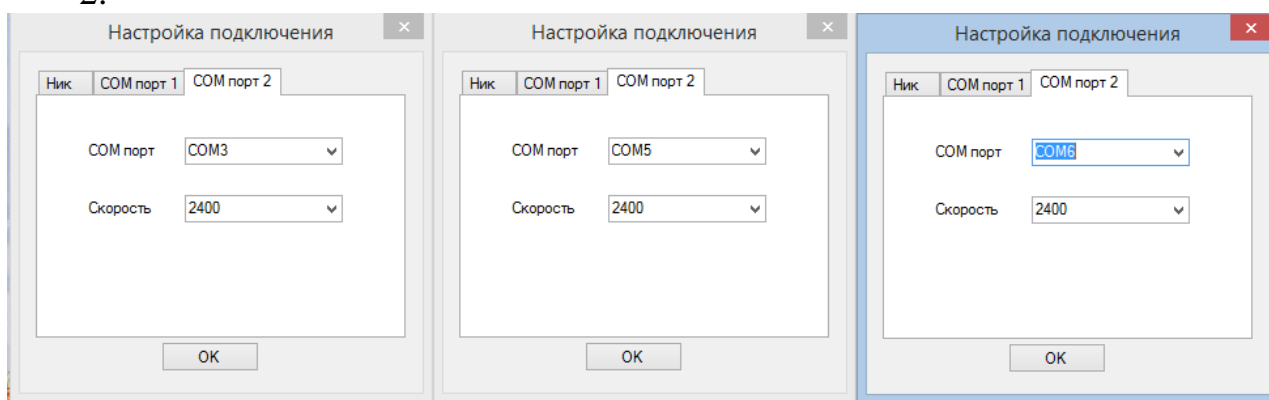 2.
Настройка подключения
Ник COM порт 1 COM порт 2
COM порт COM3
Скорость 2400
OK
Настройка подключения
Ник COM порт 1 COM порт 2
COM порт COM5
Скорость 2400
OK
Настройка подключения
Ник COM порт 1 COM порт 2
COM порт COM6
Скорость 2400
OK